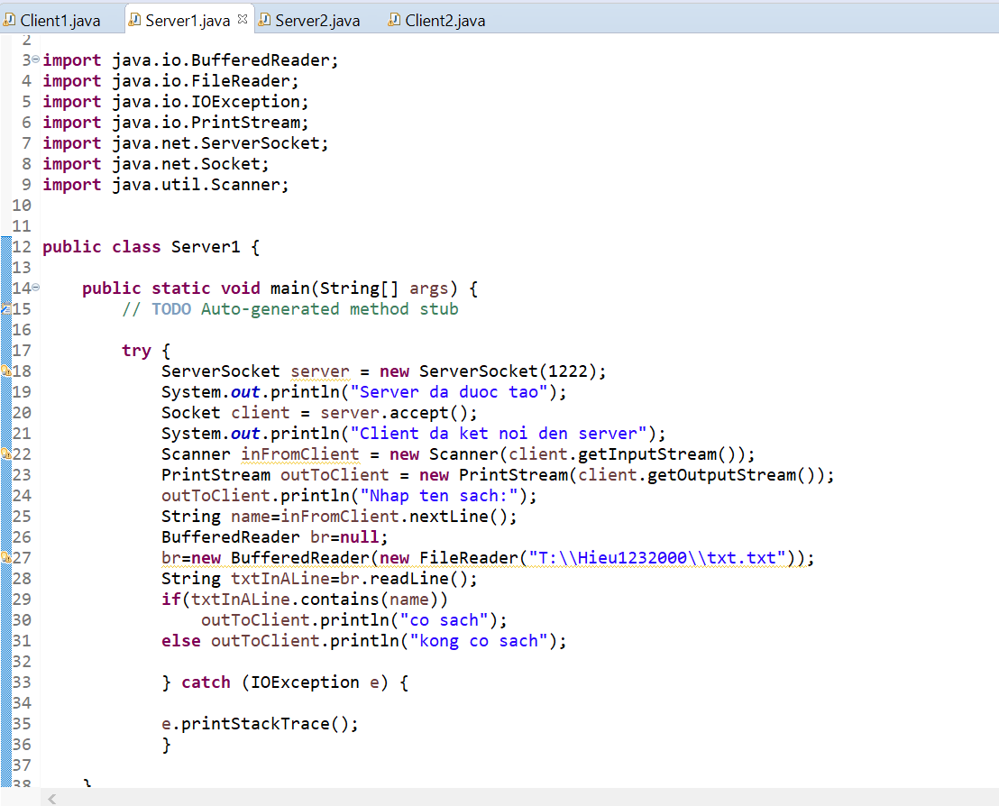 Client1.java Server1.java Server2.java Client2.java
2
3 import java.io.BufferedReader;
4 import java.io.FileReader;
5 import java.io.IOException;
6 import java.io.PrintStream;
7 import java.net.ServerSocket;
8 import java.net.Socket;
9 import java.util.Scanner;
10
11
12 public class Server1 {
13
14 public static void main(String[] args) {
15 // TODO Auto-generated method stub
16
17 try {
18 ServerSocket server = new ServerSocket(1222);
19 System.out.println("Server da duoc tao");
20 Socket client = server.accept();
21 System.out.println("Client da ket noi den server");
22 Scanner inFromClient = new Scanner(client.getInputStream());
23 PrintStream outToClient = new PrintStream(client.getOutputStream());
24 outToClient.println("Nhap ten sach:");
25 String name=inFromClient.nextLine();
26 BufferedReader br=null;
27 br=new BufferedReader(new FileReader("T:\\Hieu1232000\\txt.txt"));
28 String txtInALine=br.readLine();
29 if(txtInALine.contains(name))
30 outToClient.println("co sach");
31 else outToClient.println("kong co sach");
32
33 } catch (IOException e) {
34
35 e.printStackTrace();
36 }
37
38 }